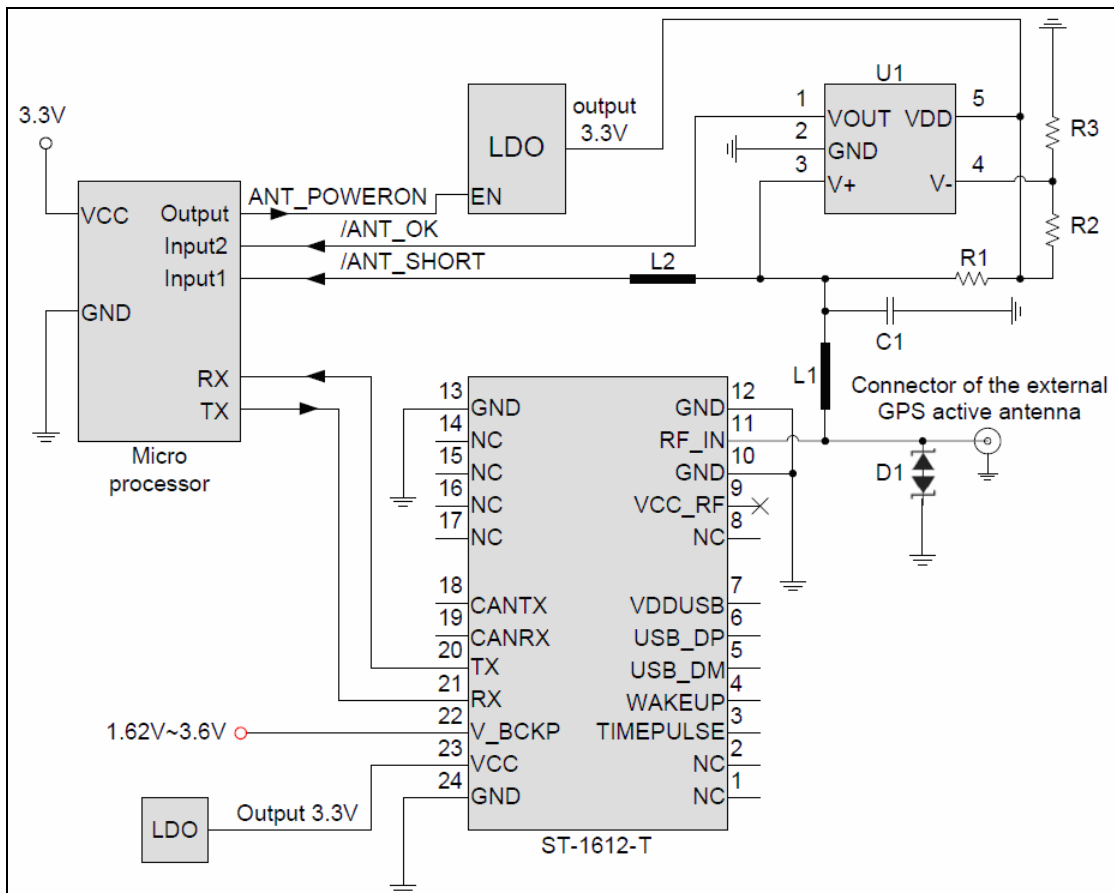 3.3V
VCC
Output
Input2
Input1
GND
RX
TX
Micro
processor
ANT_POWERON
/ANT_OK
/ANT_SHORT
LDO
EN
output
3.3V
U1
1
VOUT
VDD
5
2
GND
3
V+
V-
4
R3
R2
R1
L2
C1
L1
Connector of the external
GPS active antenna
D1
13
GND
GND
12
14
NC
RF_IN
11
15
NC
GND
10
16
NC
VCC_RF
9
17
NC
NC
8
18
CANTX
VDDUSB
7
19
CANRX
USB_DP
6
20
TX
USB_DM
5
21
RX
WAKEUP
4
1.62V~3.6V
22
V_BCKP
TIMEPULSE
3
23
VCC
NC
2
24
GND
NC
1
LDO
Output 3.3V
ST-1612-T